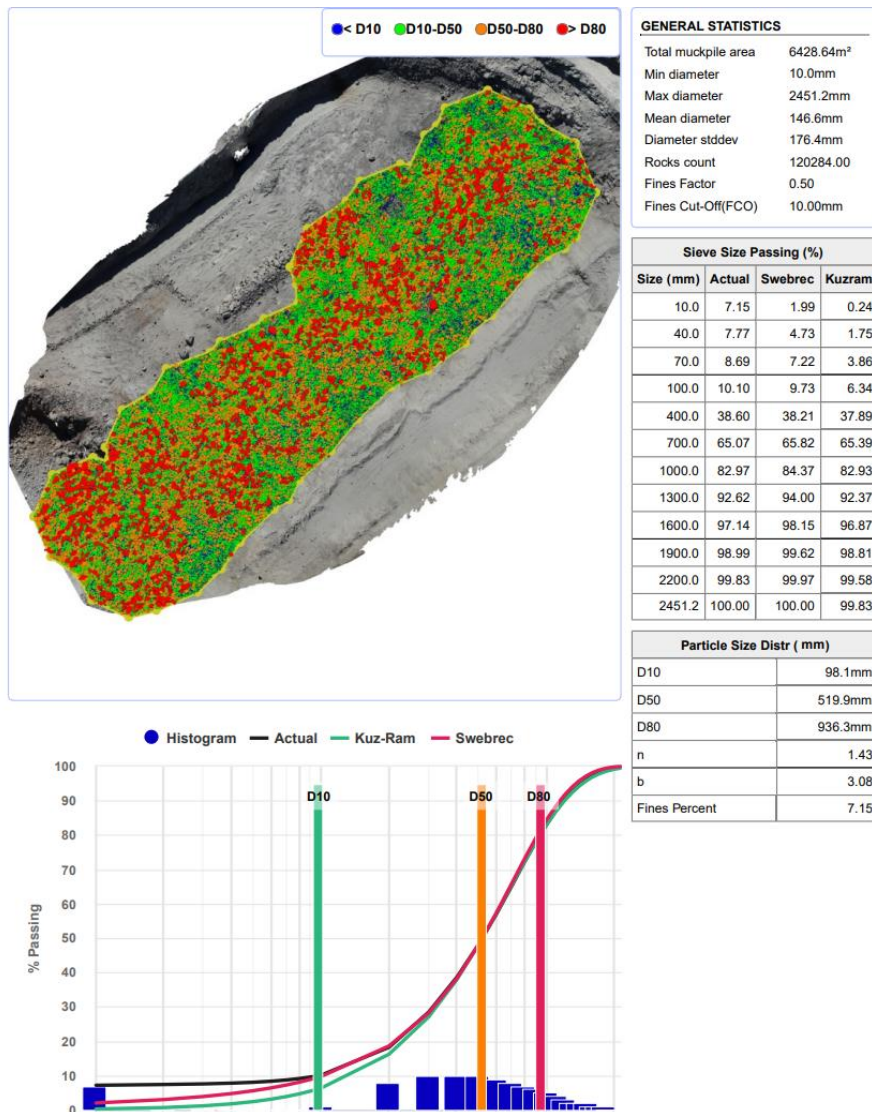 < D10 D10-D50 D50-D80 > D80
GENERAL STATISTICS
Total muckpile area 6428.64m²
Min diameter 10.0mm
Max diameter 2451.2mm
Mean diameter 146.6mm
Diameter stddev 176.4mm
Rocks count 120284.00
Fines Factor 0.50
Fines Cut-Off(FCO) 10.00mm
Sieve Size Passing (%)
Size (mm) Actual Swebrec Kuzram
10.0 7.15 1.99 0.24
40.0 7.77 4.73 1.75
70.0 8.69 7.22 3.86
100.0 10.10 9.73 6.34
400.0 38.60 38.21 37.89
700.0 65.07 65.82 65.39
1000.0 82.97 84.37 82.93
1300.0 92.62 94.00 92.37
1600.0 97.14 98.15 96.87
1900.0 98.99 99.62 98.81
2200.0 99.83 99.97 99.58
2451.2 100.00 100.00 99.83
Particle Size Distr ( mm)
D10 98.1mm
D50 519.9mm
D80 936.3mm
n 1.43
b 3.08
Fines Percent 7.15
Histogram Actual Kuz-Ram Swebrec
% Passing
100
90
80
70
60
50
40
30
20
10
0
D10 D50 D80